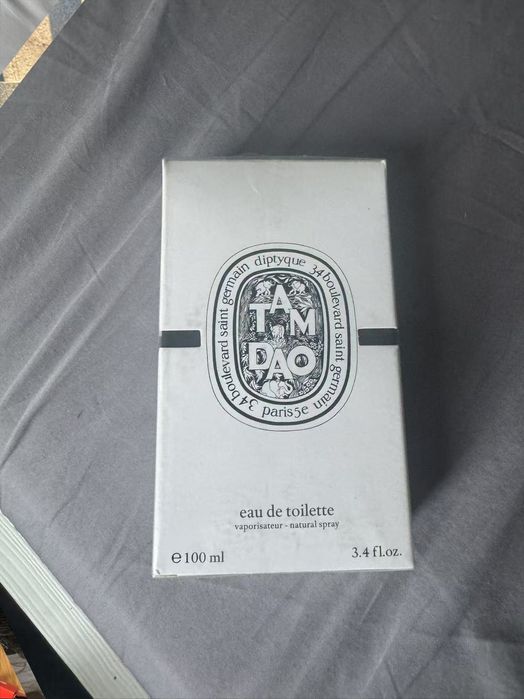 34 boulevard saint germain diptyque 34 boulevard saint germain paris 5e
TAM
DAO
eau de toilette
vaporisateur - natural spray
e 100 ml
3.4 fl.oz.